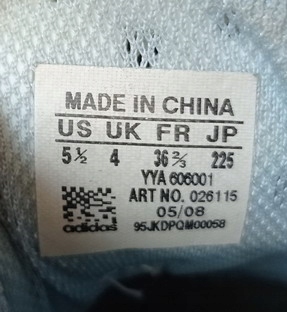 MADE IN CHINA
US UK FR JP
5½ 4 36⅔ 225
YYA 606001
ART NO. 026115
05/08
adidas 95JKDPQM00058